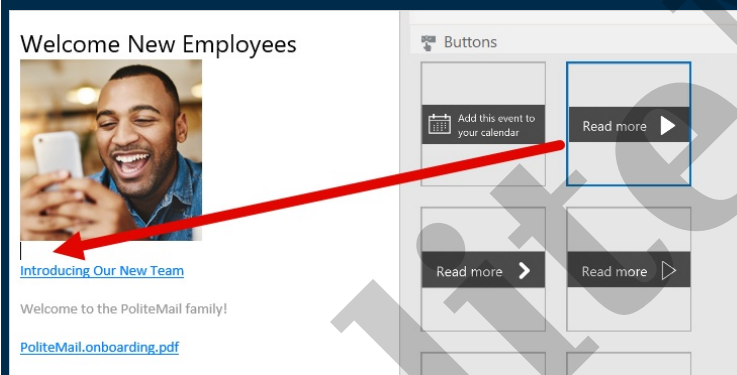 Welcome New Employees
Introducing Our New Team
Welcome to the PoliteMail family!
PoliteMail.onboarding.pdf
Buttons
Add this event to
your calendar
Read more
Read more
Read more